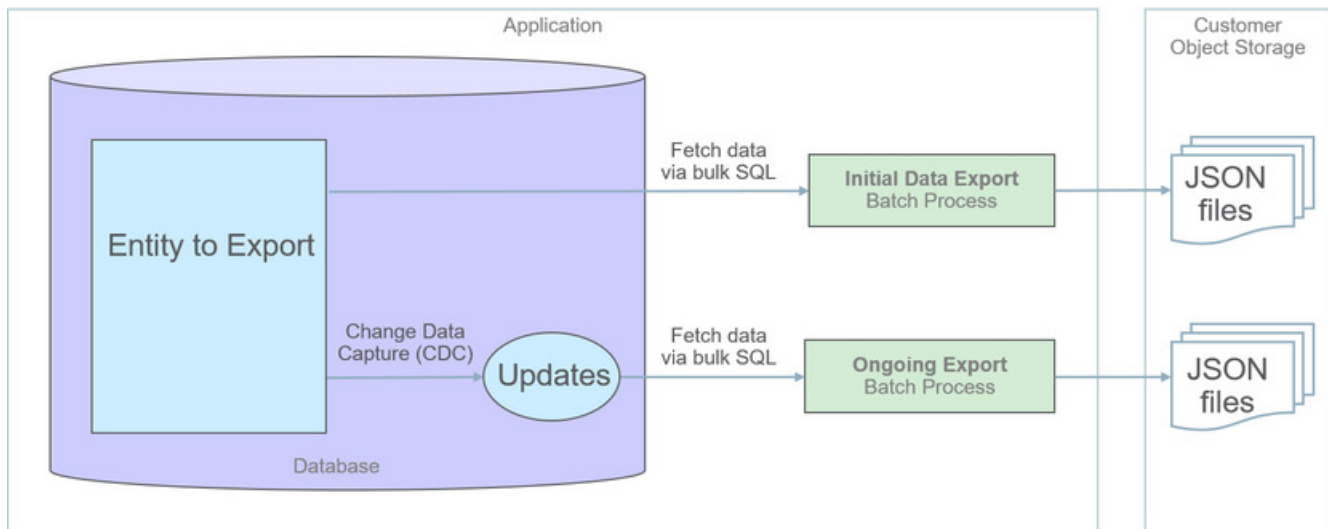 Application
Customer
Object Storage
Fetch data
via bulk SQL
Initial Data Export
Batch Process
JSON
files
Entity to Export
Change Data
Capture (CDC)
Updates
Fetch data
via bulk SQL
Ongoing Export
Batch Process
JSON
files
Database